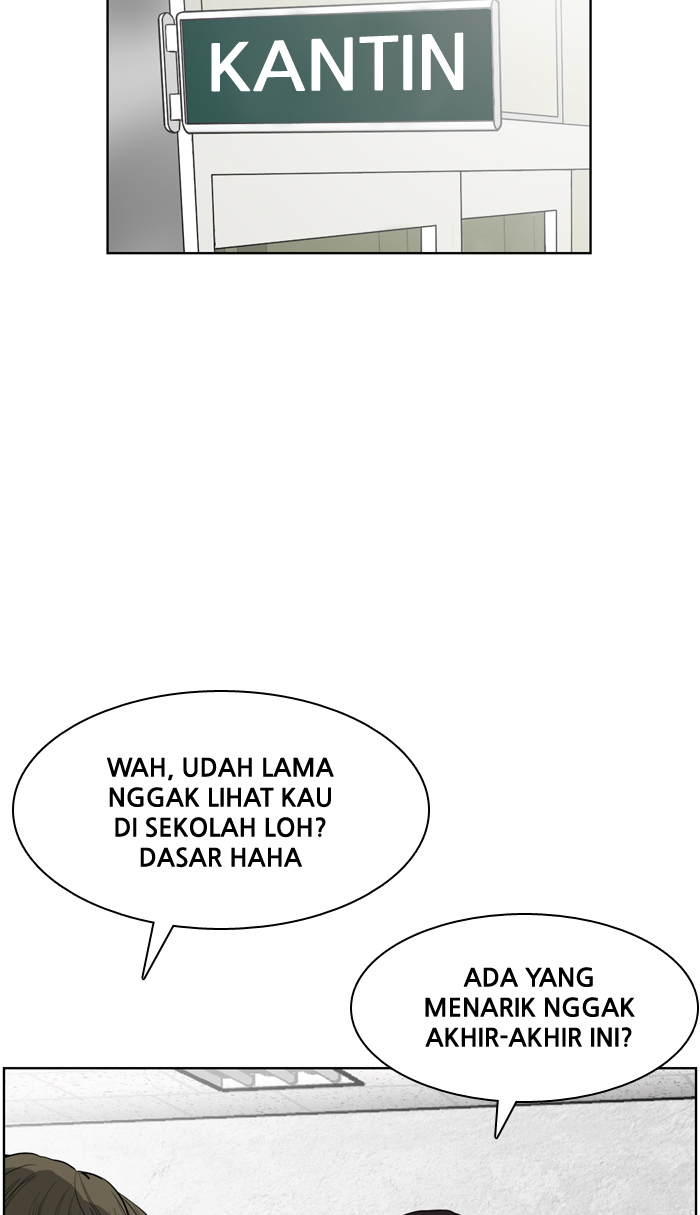 KANTIN
WAH, UDAH LAMA
NGGAK LIHAT KAU
DI SEKOLAH LOH?
DASAR HAHA
ADA YANG
MENARIK NGGAK
AKHIR-AKHIR INI?